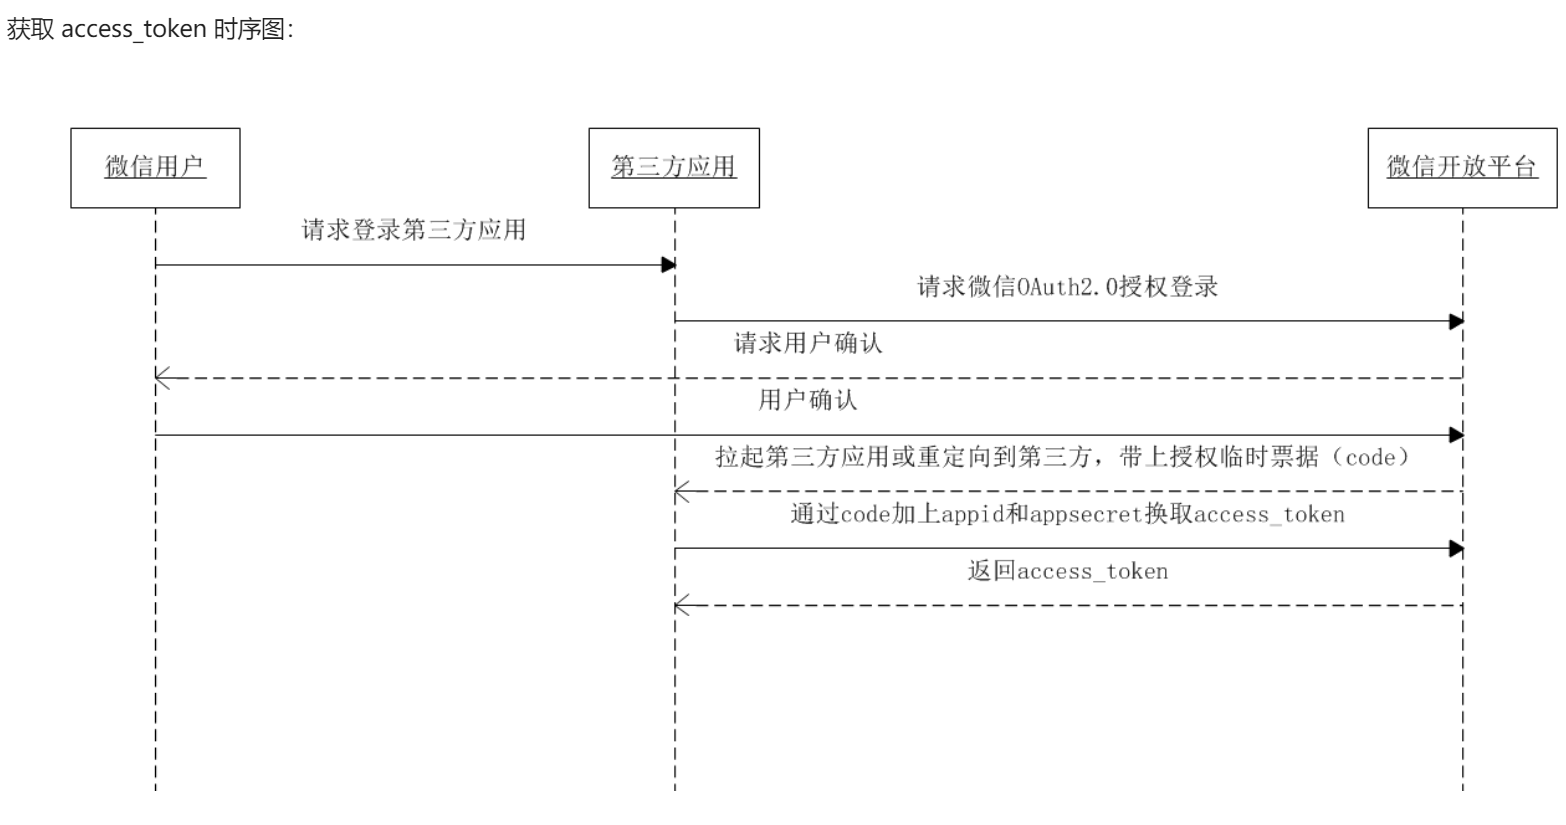 获取 access_token 时序图：
微信用户
第三方应用
微信开放平台
请求登录第三方应用
请求微信OAuth2.0授权登录
请求用户确认
用户确认
拉起第三方应用或重定向到第三方，带上授权临时票据（code）
通过code加上appid和appsecret换取access_token
返回access_token